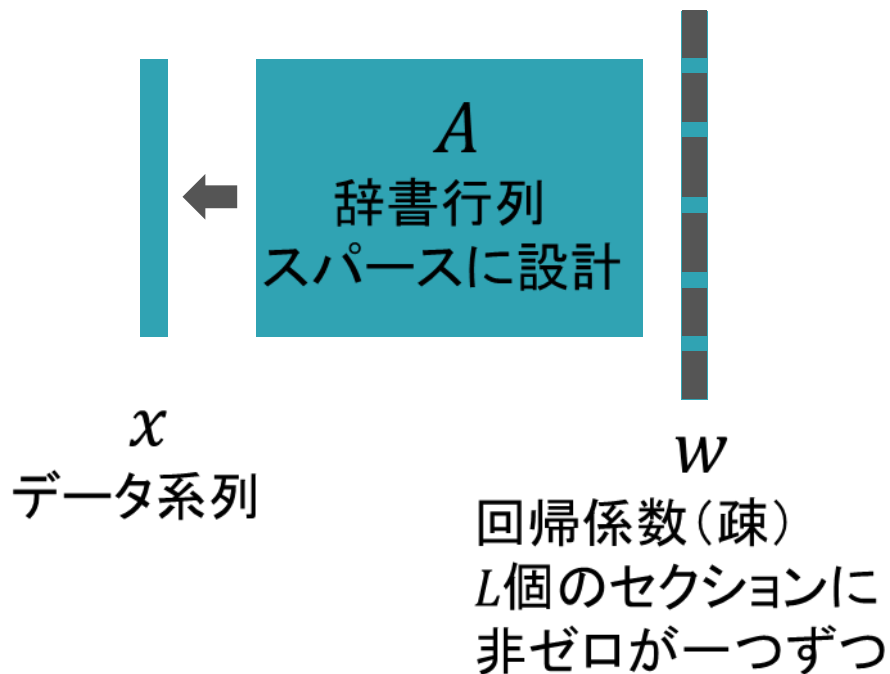 A
辞書行列
スパースに設計
x
データ系列
w
回帰係数(疎)
L個のセクションに
非ゼロが一つずつ